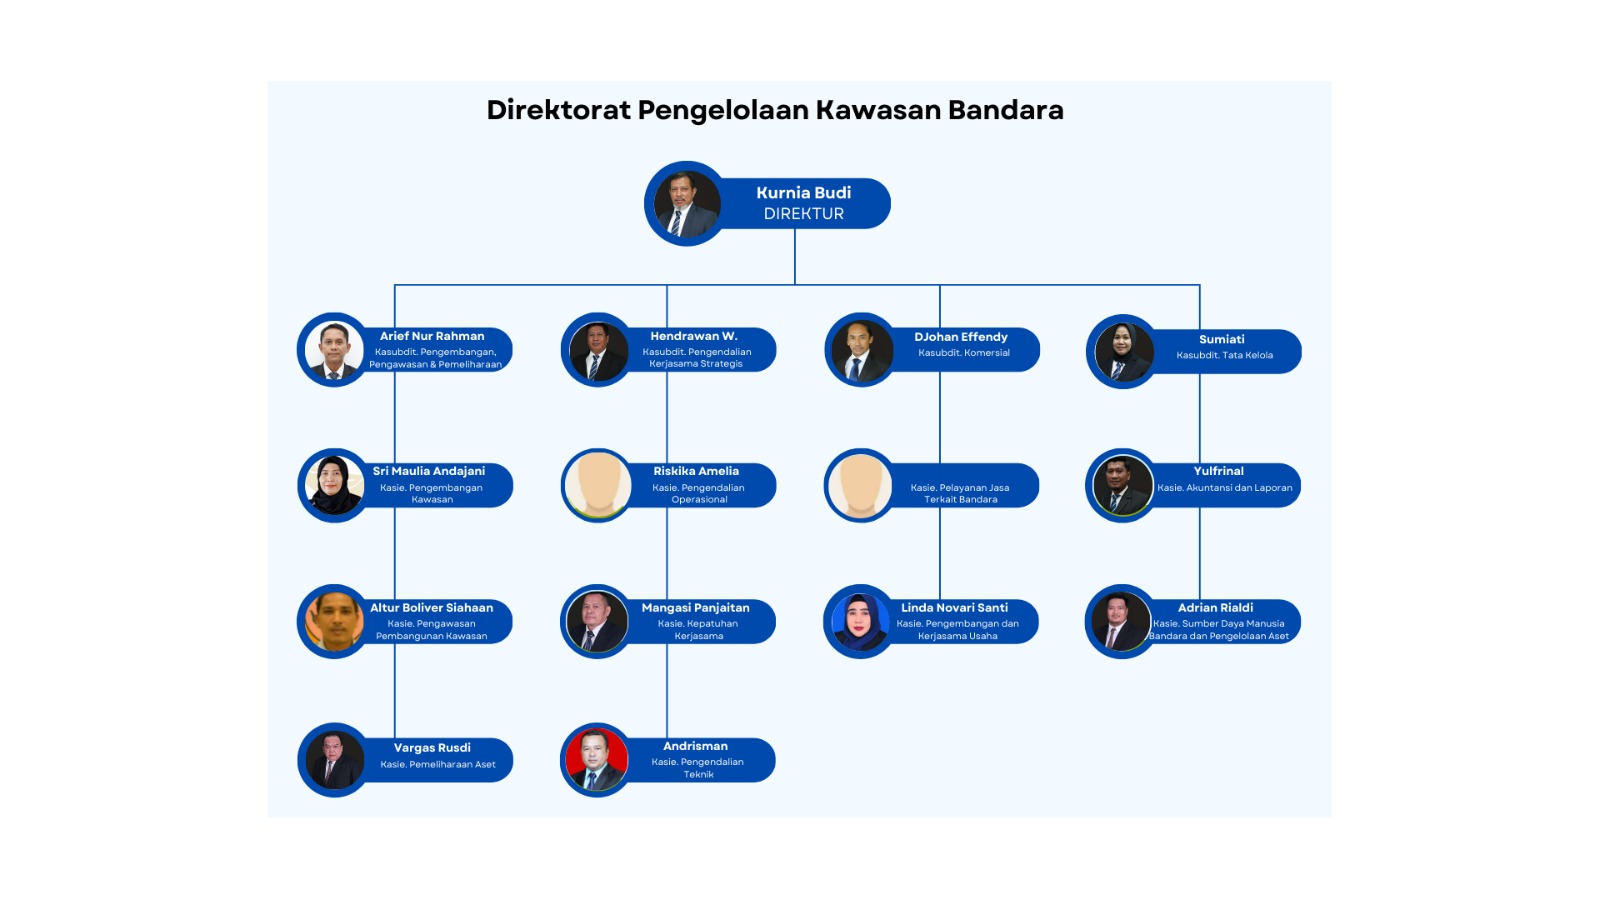 Direktorat Pengelolaan Kawasan Bandara
Kurnia Budi
DIREKTUR
Arief Nur Rahman
Kasubdit. Pengembangan,
Pengawasan & Pemeliharaan
Hendrawan W.
Kasubdit. Pengendalian
Kerjasama Strategis
DJohan Effendy
Kasubdit. Komersial
Sumiati
Kasubdit. Tata Kelola
Sri Maulia Andajani
Kasie. Pengembangan
Kawasan
Riskika Amelia
Kasie. Pengendalian
Operasional
Kasie. Pelayanan Jasa
Terkait Bandara
Yulfrinal
Kasie. Akuntansi dan Laporan
Altur Boliver Siahaan
Kasie. Pengawasan
Pembangunan Kawasan
Mangasi Panjaitan
Kasie. Kepatuhan
Kerjasama
Linda Novari Santi
Kasie. Pengembangan dan
Kerjasama Usaha
Adrian Rialdi
Kasie. Sumber Daya Manusia
Bandara dan Pengelolaan Aset
Vargas Rusdi
Kasie. Pemeliharaan Aset
Andrisman
Kasie. Pengendalian
Teknik